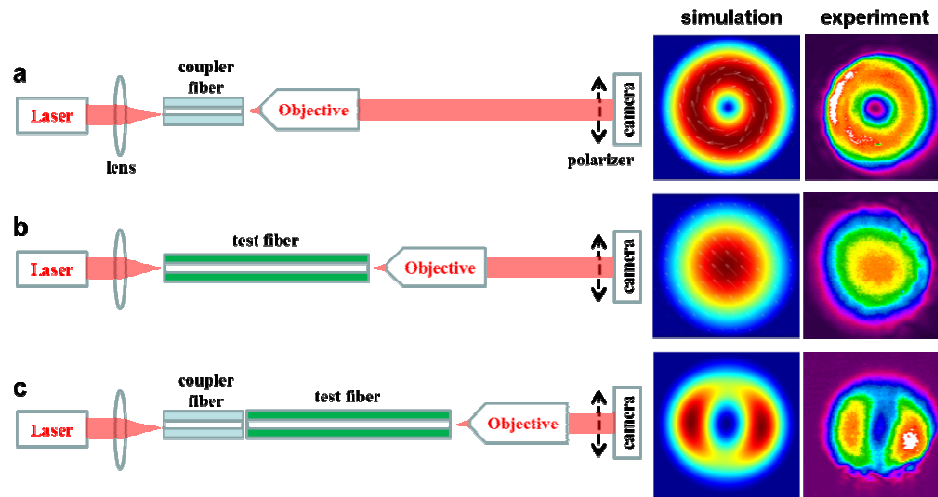 simulation experiment
a
coupler
fiber
Laser
Objective
camera
lens
polarizer
b
test fiber
Laser
Objective
camera
c
coupler
fiber
test fiber
Laser
Objective
camera